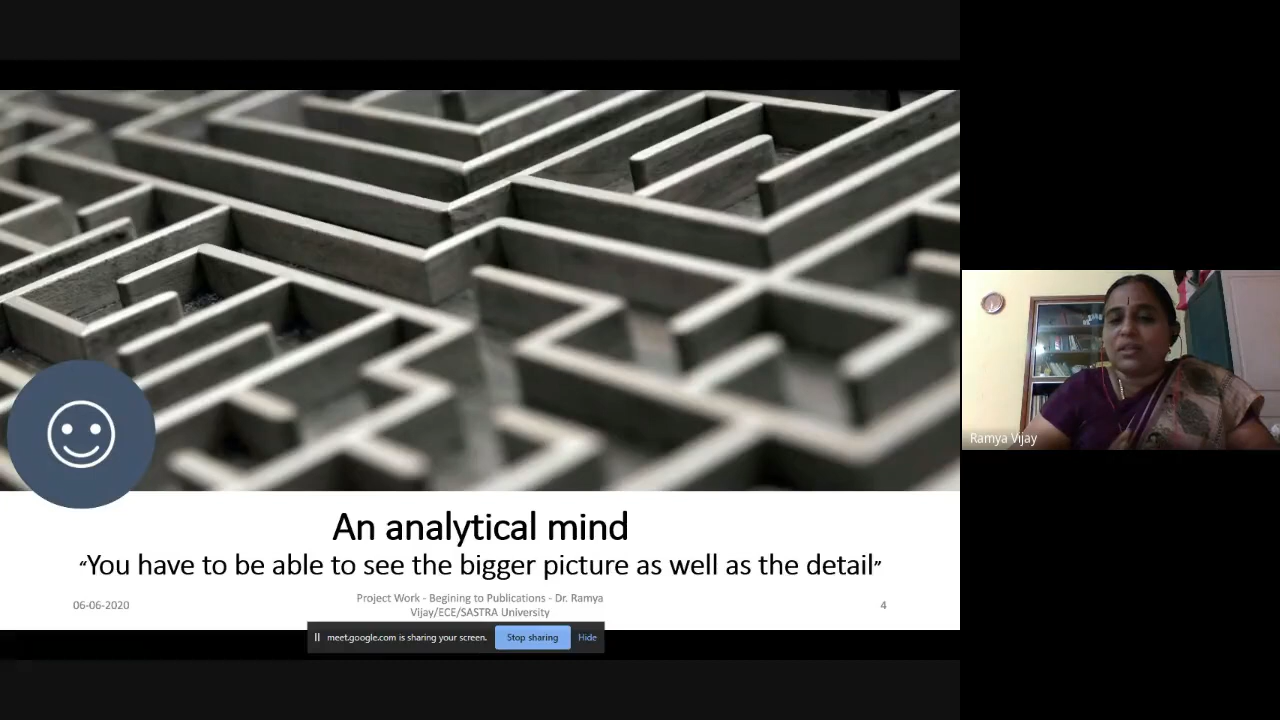 An analytical mind
“You have to be able to see the bigger picture as well as the detail”
06-06-2020
Project Work - Begining to Publications - Dr. Ramya
Vijay/ECE/SASTRA University
4
meet.google.com is sharing your screen.
Stop sharing
Hide
Ramya Vijay